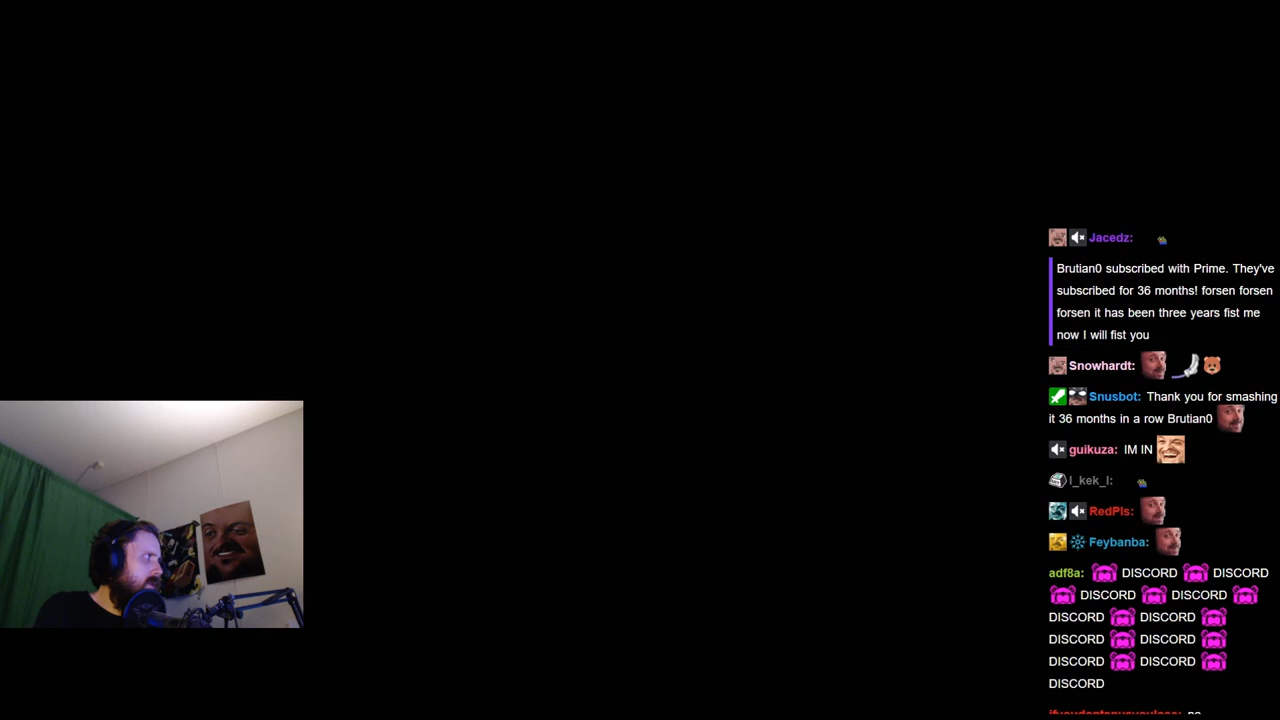 Jacedz:
Brutian0 subscribed with Prime. They've
subscribed for 36 months! forsen forsen
forsen it has been three years fist me
now I will fist you
Snowhardt:
Snusbot: Thank you for smashing
it 36 months in a row Brutian0
guikuza: IM IN
l_kek_l:
RedPls:
Feybanba:
adf8a: DISCORD DISCORD
DISCORD DISCORD
DISCORD DISCORD
DISCORD DISCORD
DISCORD DISCORD
DISCORD